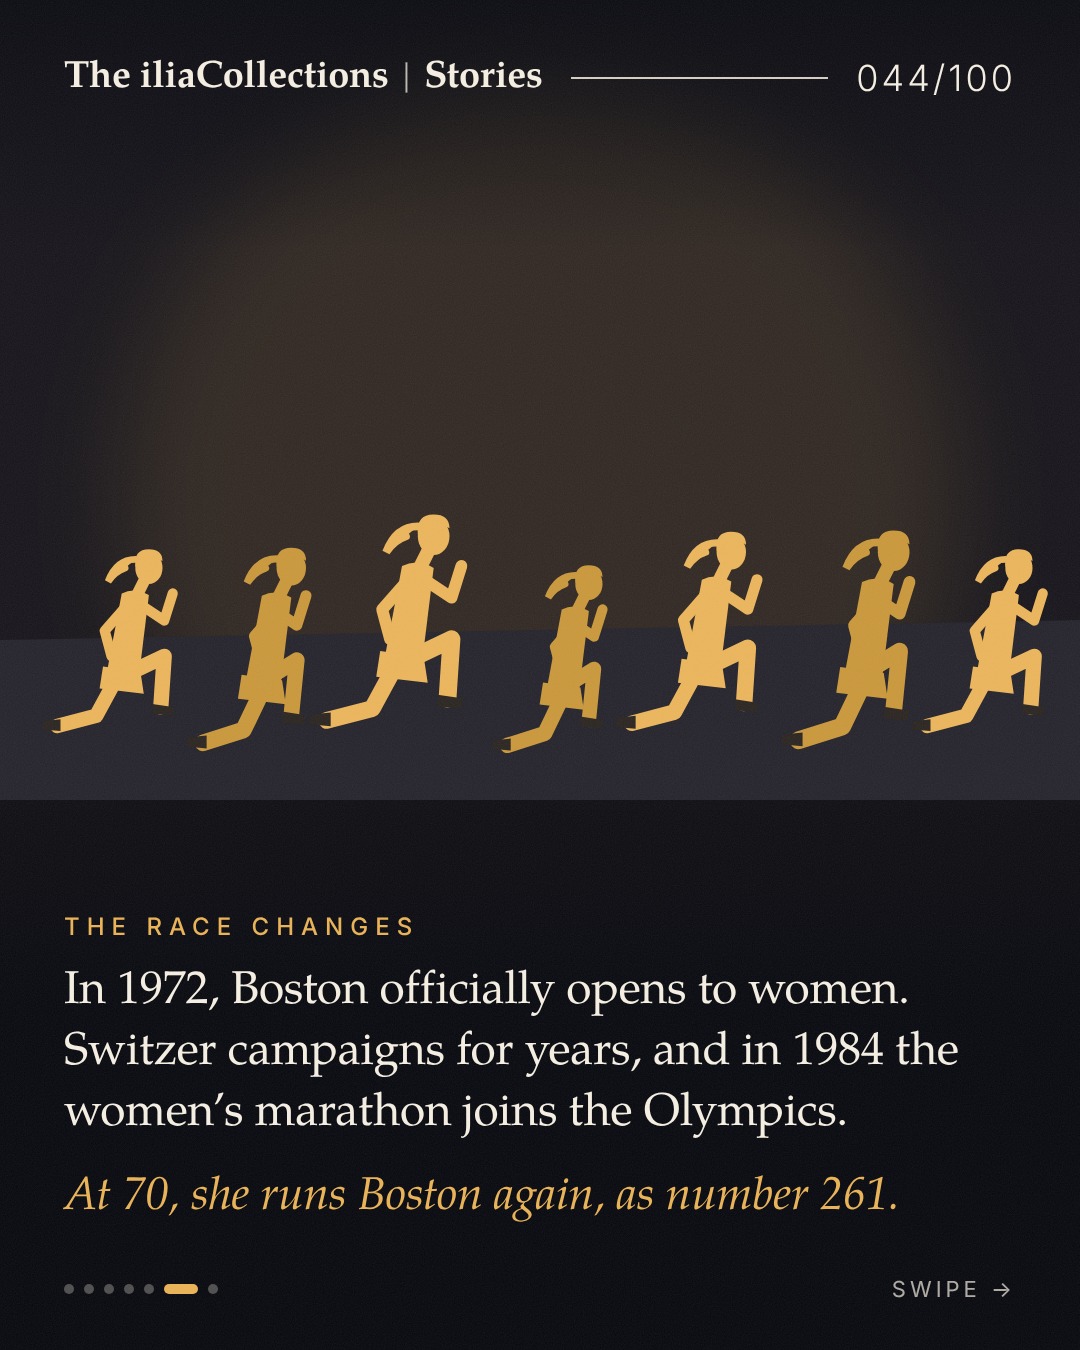 The iliaCollections | Stories 044/100
THE RACE CHANGES
In 1972, Boston officially opens to women.
Switzer campaigns for years, and in 1984 the
women’s marathon joins the Olympics.
At 70, she runs Boston again, as number 261.
SWIPE →